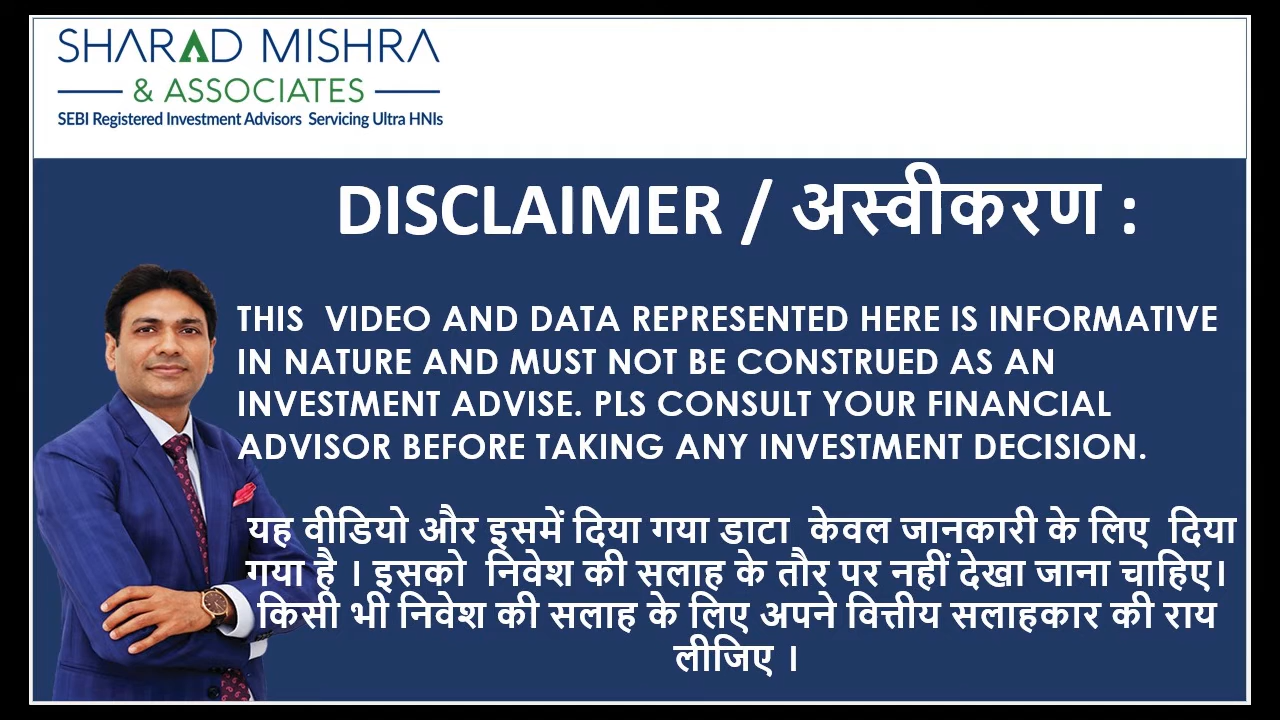 SHARAD MISHRA
& ASSOCIATES
SEBI Registered Investment Advisors Servicing Ultra HNIs
DISCLAIMER / अस्वीकरण :
THIS VIDEO AND DATA REPRESENTED HERE IS INFORMATIVE
IN NATURE AND MUST NOT BE CONSTRUED AS AN
INVESTMENT ADVISE. PLS CONSULT YOUR FINANCIAL
ADVISOR BEFORE TAKING ANY INVESTMENT DECISION.
यह वीडियो और इसमें दिया गया डाटा केवल जानकारी के लिए दिया
गया है । इसको निवेश की सलाह के तौर पर नहीं देखा जाना चाहिए।
किसी भी निवेश की सलाह के लिए अपने वित्तीय सलाहकार की राय
लीजिए ।